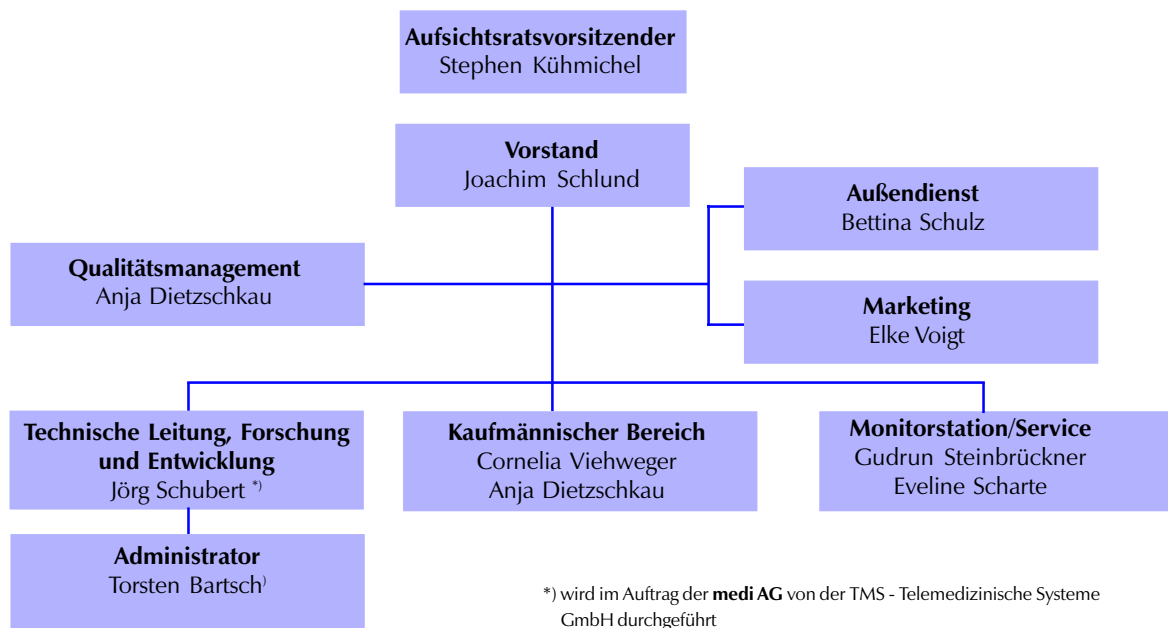 Aufsichtsratsvorsitzender
Stephen Kühmichel
Vorstand
Joachim Schlund
Außendienst
Bettina Schulz
Qualitätsmanagement
Anja Dietzschkau
Marketing
Elke Voigt
Technische Leitung, Forschung
und Entwicklung
Jörg Schubert *)
Kaufmännischer Bereich
Cornelia Viehweger
Anja Dietzschkau
Monitorstation/Service
Gudrun Steinbrückner
Eveline Scharte
Administrator
Torsten Bartsch)
*) wird im Auftrag der medi AG von der TMS - Telemedizinische Systeme
GmbH durchgeführt